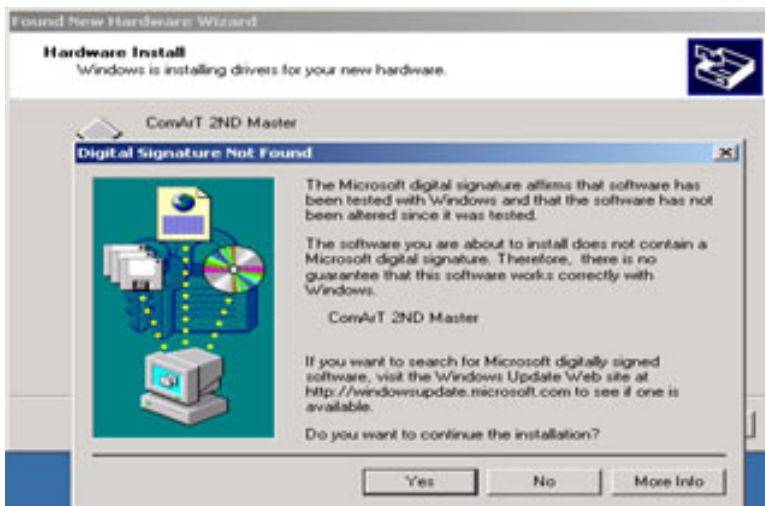 Found New Hardware Wizard
Hardware Install
Windows is installing drivers for your new hardware.
ComArT 2ND Master
Digital Signature Not Found
The Microsoft digital signature affirms that software has
been tested with Windows and that the software has not
been altered since it was tested.
The software you are about to install does not contain a
Microsoft digital signature. Therefore, there is no
guarantee that this software works correctly with
Windows.
ComArT 2ND Master
If you want to search for Microsoft digitally signed
software, visit the Windows Update Web site at
http://windowsupdate.microsoft.com to see if one is
available.
Do you want to continue the installation?
Yes
No
More Info